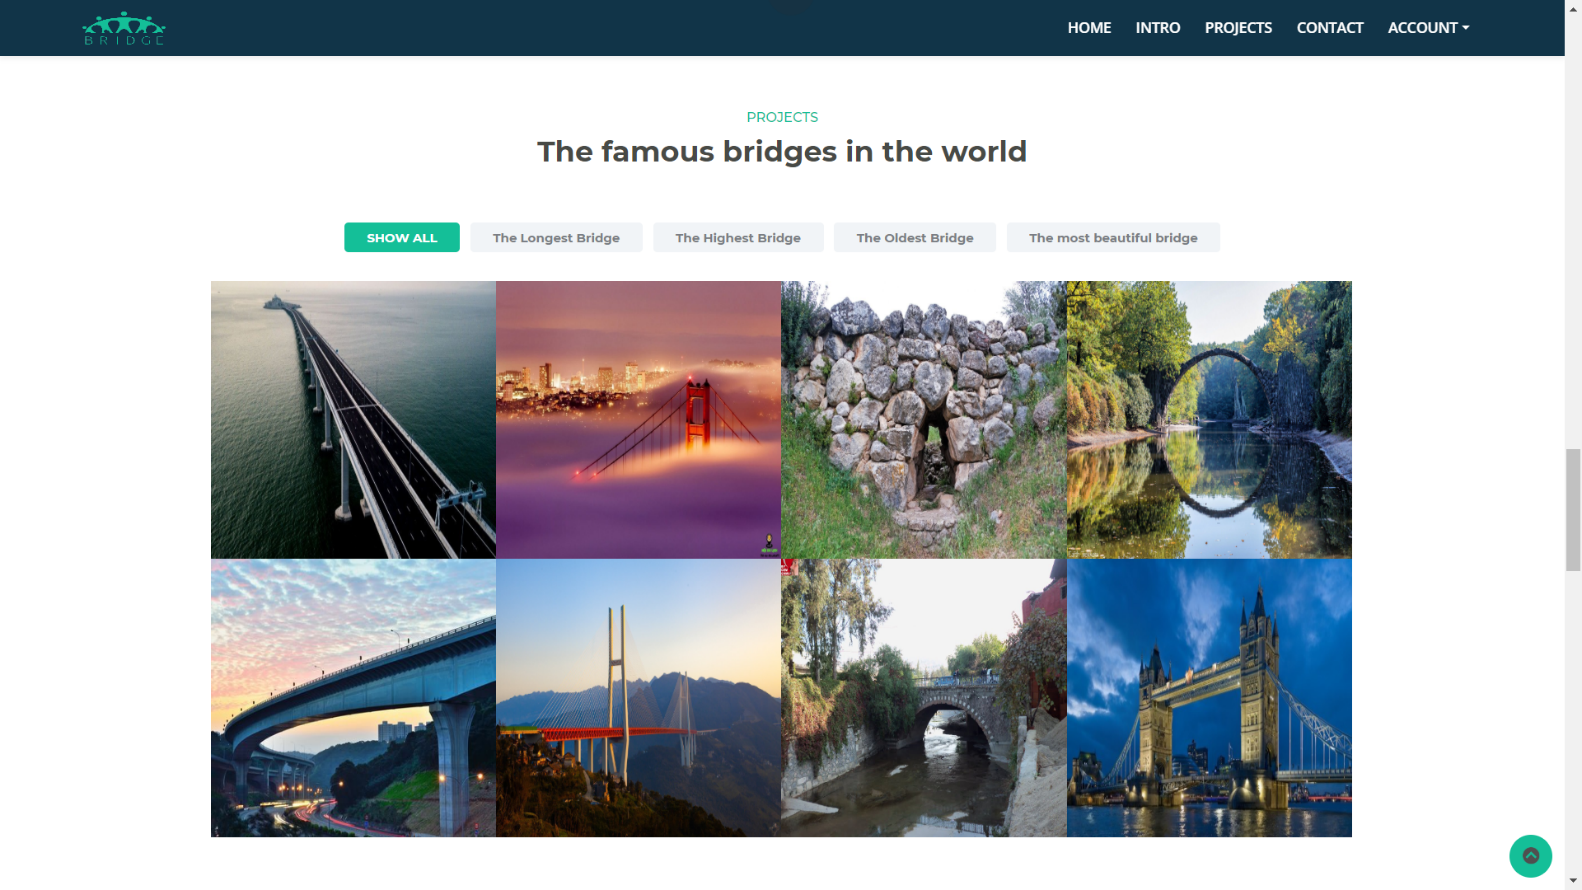 BRIDGE
HOME INTRO PROJECTS CONTACT ACCOUNT
PROJECTS
The famous bridges in the world
SHOW ALL The Longest Bridge The Highest Bridge The Oldest Bridge The most beautiful bridge